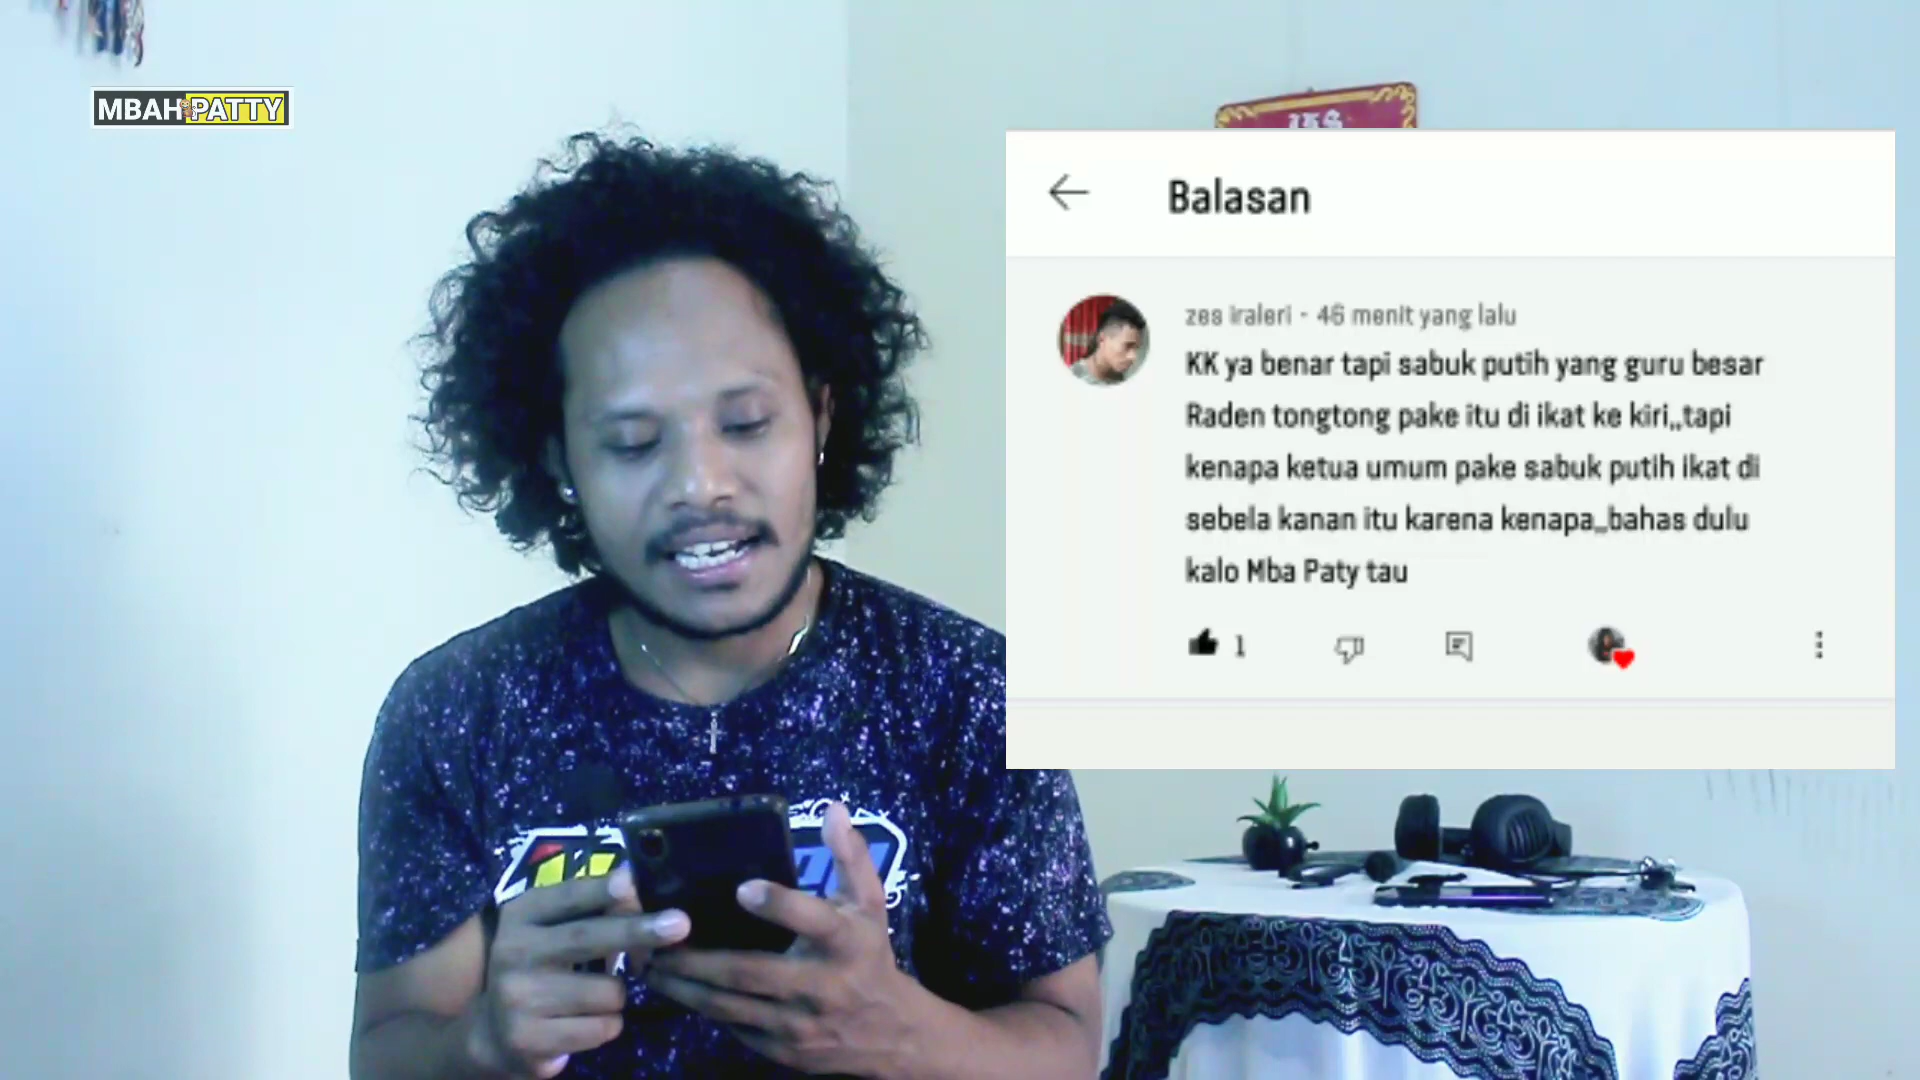 MBAH PATTY
Balasan
zes iraleri · 46 menit yang lalu
KK ya benar tapi sabuk putih yang guru besar
Raden tongtong pake itu di ikat ke kiri,,tapi
kenapa ketua umum pake sabuk putih ikat di
sebela kanan itu karena kenapa,,,bahas dulu
kalo Mba Paty tau
1